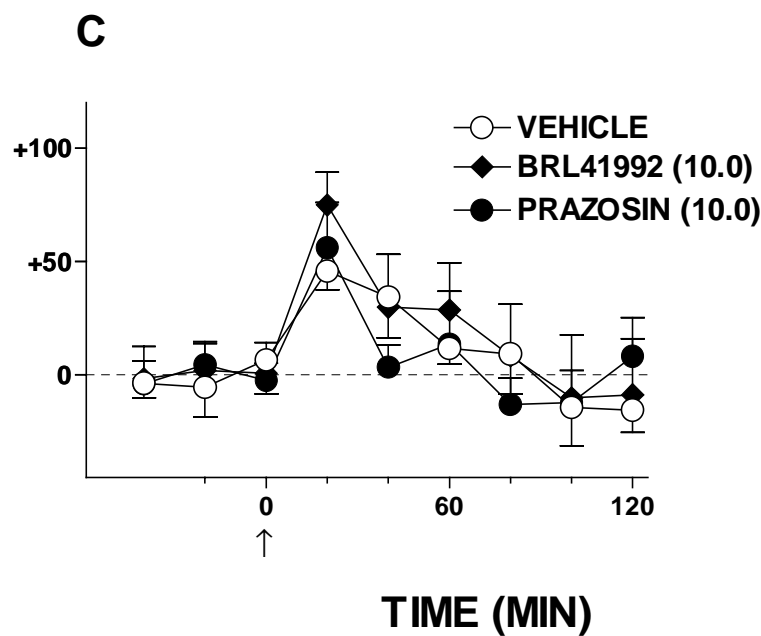 C
+100
+50
0
VEHICLE
BRL41992 (10.0)
PRAZOSIN (10.0)
0 60 120
↑
TIME (MIN)